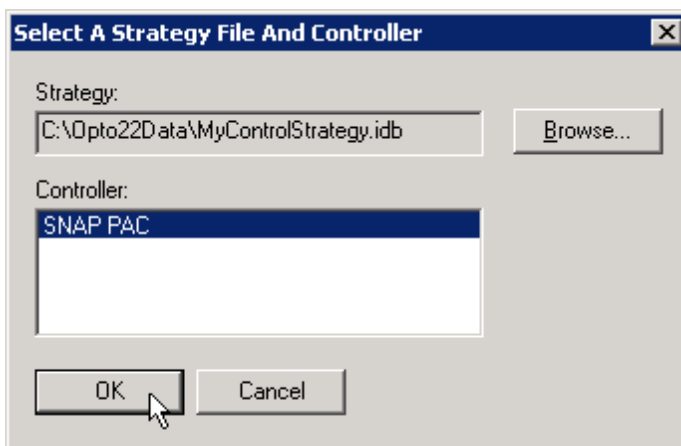 Select A Strategy File And Controller
Strategy:
C:\Opto22Data\MyControlStrategy.idb
Browse...
Controller:
SNAP PAC
OK
Cancel